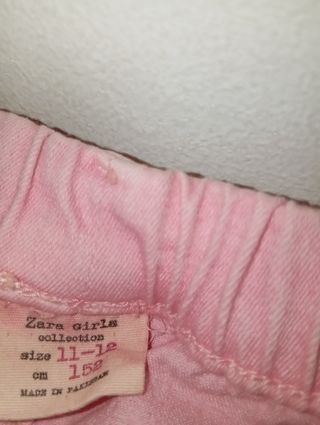 Zara Girls
collection
size 11-12
cm 152
MADE IN PAKISTAN